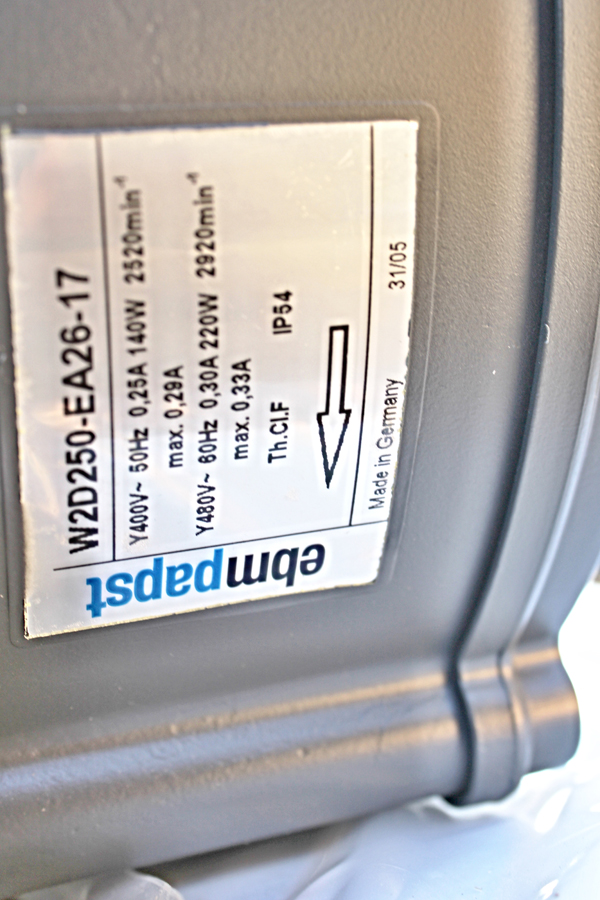 ebmpapst
W2D250-EA26-17
Y400V~ 50Hz 0,25A 140W 2520min⁻¹
max. 0,29A
Y480V~ 60Hz 0,30A 220W 2920min⁻¹
max. 0,33A
Th.Cl.F IP54
Made in Germany 31/05